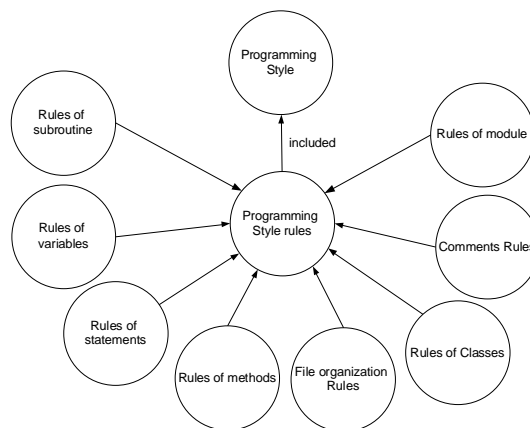 Programming
Style
Rules of
subroutine
included
Rules of module
Programming
Style rules
Rules of
variables
Comments Rules
Rules of
statements
Rules of methods
File organization
Rules
Rules of Classes